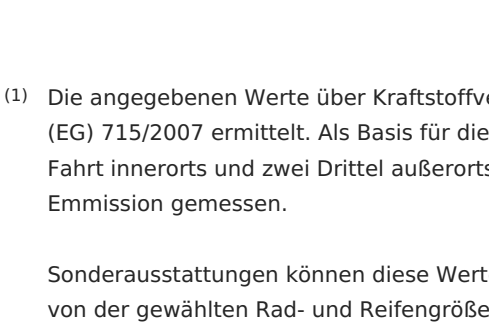 (1) Die angegebenen Werte über Kraftstoffve
(EG) 715/2007 ermittelt. Als Basis für die
Fahrt innerorts und zwei Drittel außerorts
Emmission gemessen.
Sonderausstattungen können diese Wert
von der gewählten Rad- und Reifengröße